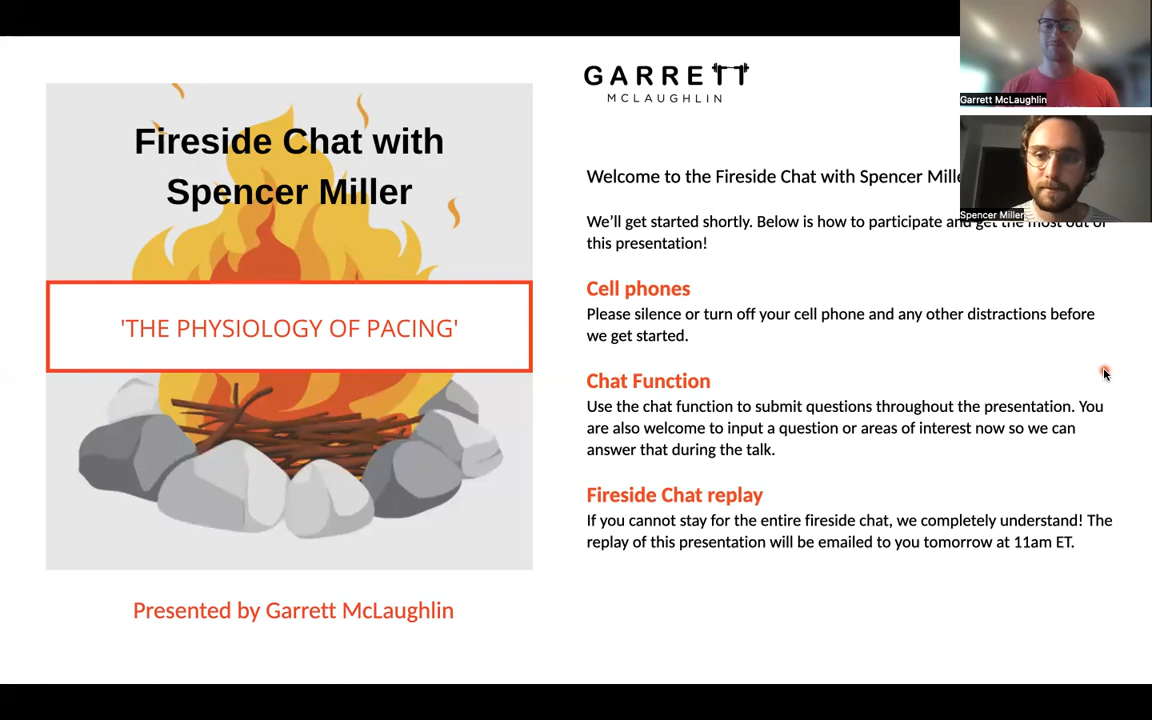 Fireside Chat with
Spencer Miller
'THE PHYSIOLOGY OF PACING'
Presented by Garrett McLaughlin
GARRETT
MCLAUGHLIN
Welcome to the Fireside Chat with Spencer
We'll get started shortly. Below is how to participate and get the most out of
this presentation!
Cell phones
Please silence or turn off your cell phone and any other distractions before
we get started.
Chat Function
Use the chat function to submit questions throughout the presentation. You
are also welcome to input a question or areas of interest now so we can
answer that during the talk.
Fireside Chat replay
If you cannot stay for the entire fireside chat, we completely understand! The
replay of this presentation will be emailed to you tomorrow at 11am ET.
Garrett McLaughlin
Spencer Miller